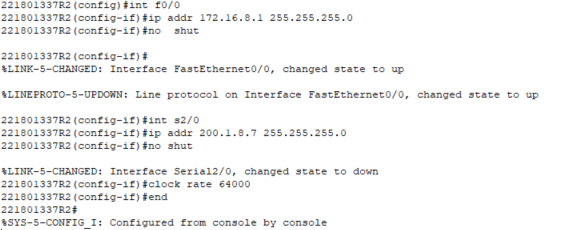 221801337R2(config)#int f0/0
221801337R2(config-if)#ip addr 172.16.8.1 255.255.255.0
221801337R2(config-if)#no  shut
221801337R2(config-if)#
%LINK-5-CHANGED: Interface FastEthernet0/0, changed state to up
%LINEPROTO-5-UPDOWN: Line protocol on Interface FastEthernet0/0, changed state to up
221801337R2(config-if)#int s2/0
221801337R2(config-if)#ip addr 200.1.8.7 255.255.255.0
221801337R2(config-if)#no shut
%LINK-5-CHANGED: Interface Serial2/0, changed state to down
221801337R2(config-if)#clock rate 64000
221801337R2(config-if)#end
221801337R2#
%SYS-5-CONFIG_I: Configured from console by console